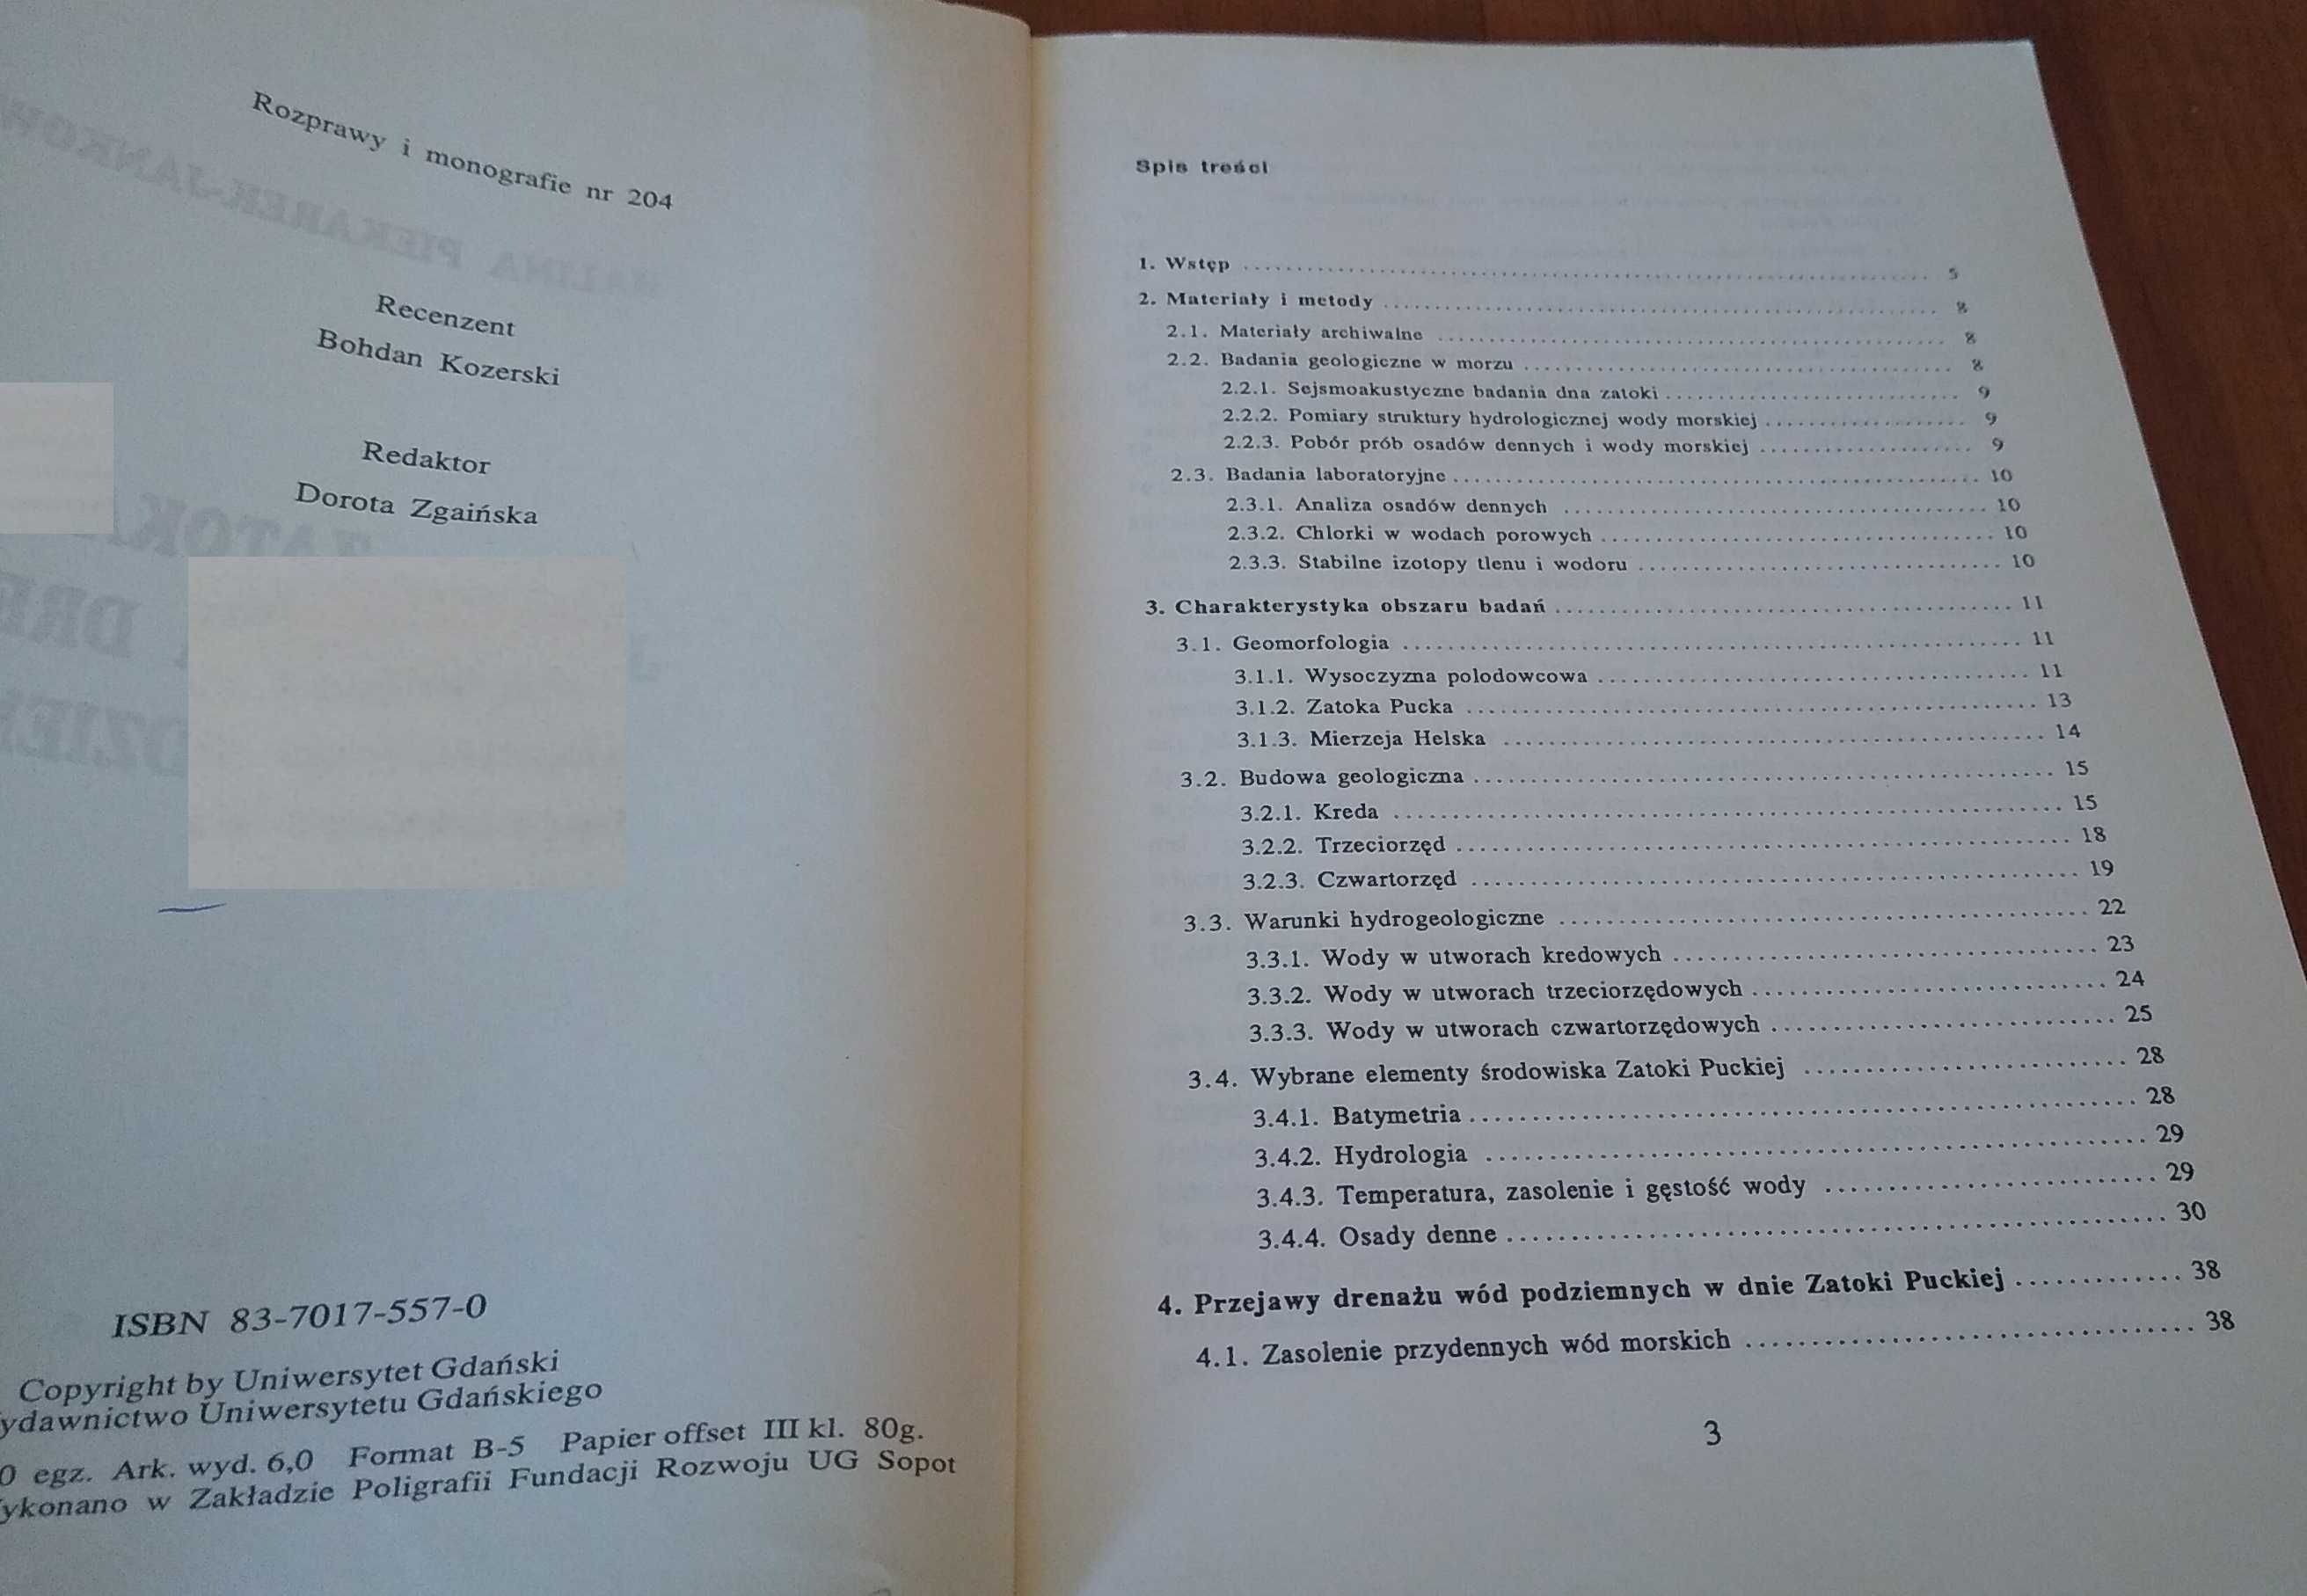 Rozprawy i monografie nr 204
Recenzent
Bohdan Kozerski
Redaktor
Dorota Zgaińska
ISBN 83-7017-557-0
Copyright by Uniwersytet Gdański
ydawnictwo Uniwersytetu Gdańskiego
0 egz. Ark. wyd. 6,0 Format B-5 Papier offset III kl. 80g.
ykonano w Zakładzie Poligrafii Fundacji Rozwoju UG Sopot
Spis treści
1. Wstęp 5
2. Materiały i metody 8
2.1. Materiały archiwalne 8
2.2. Badania geologiczne w morzu 8
2.2.1. Sejsmoakustyczne badania dna zatoki 9
2.2.2. Pomiary struktury hydrologicznej wody morskiej 9
2.2.3. Pobór prób osadów dennych i wody morskiej 9
2.3. Badania laboratoryjne 10
2.3.1. Analiza osadów dennych 10
2.3.2. Chlorki w wodach porowych 10
2.3.3. Stabilne izotopy tlenu i wodoru 10
3. Charakterystyka obszaru badań 11
3.1. Geomorfologia 11
3.1.1. Wysoczyzna polodowcowa 11
3.1.2. Zatoka Pucka 13
3.1.3. Mierzeja Helska 14
3.2. Budowa geologiczna 15
3.2.1. Kreda 15
3.2.2. Trzeciorzęd 18
3.2.3. Czwartorzęd 19
3.3. Warunki hydrogeologiczne 22
3.3.1. Wody w utworach kredowych 23
3.3.2. Wody w utworach trzeciorzędowych 24
3.3.3. Wody w utworach czwartorzędowych 25
3.4. Wybrane elementy środowiska Zatoki Puckiej 28
3.4.1. Batymetria 28
3.4.2. Hydrologia 29
3.4.3. Temperatura, zasolenie i gęstość wody 29
3.4.4. Osady denne 30
4. Przejawy drenażu wód podziemnych w dnie Zatoki Puckiej 38
4.1. Zasolenie przydennych wód morskich 38
3